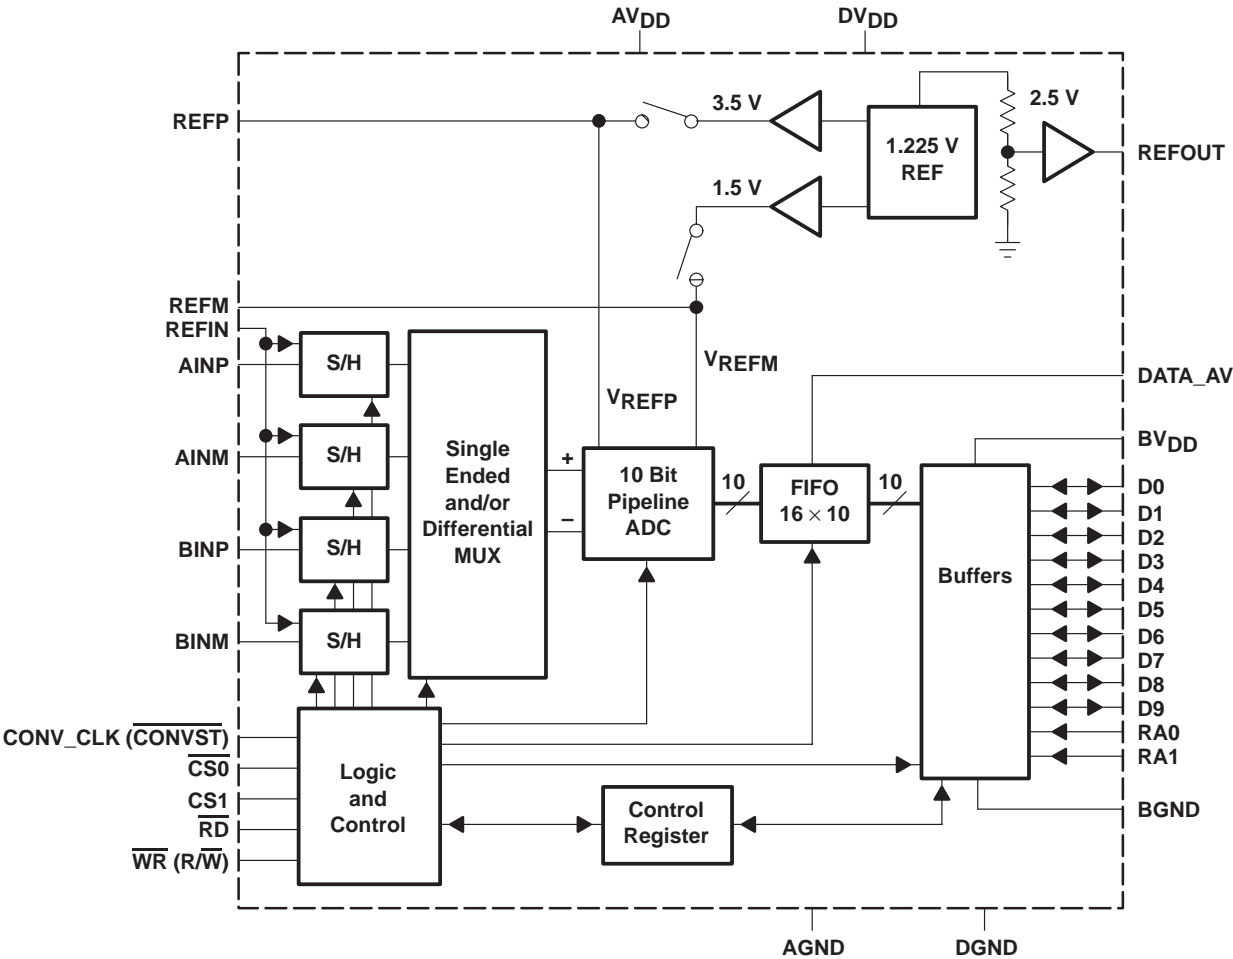 AVDD
DVDD
3.5 V
2.5 V
REFP
1.225 V
REF
REFOUT
1.5 V
REFM
REFIN
AINP
S/H
VREFM
DATA_AV
VREFP
BVDD
AINM
S/H
Single
Ended
and/or
Differential
MUX
+
–
10 Bit
Pipeline
ADC
10
FIFO
16 × 10
10
Buffers
D0
D1
D2
D3
D4
D5
D6
D7
D8
D9
RA0
RA1
BINP
S/H
BINM
S/H
CONV_CLK (CONVST)
CS0
CS1
RD
WR (R/W)
Logic
and
Control
Control
Register
BGND
AGND
DGND